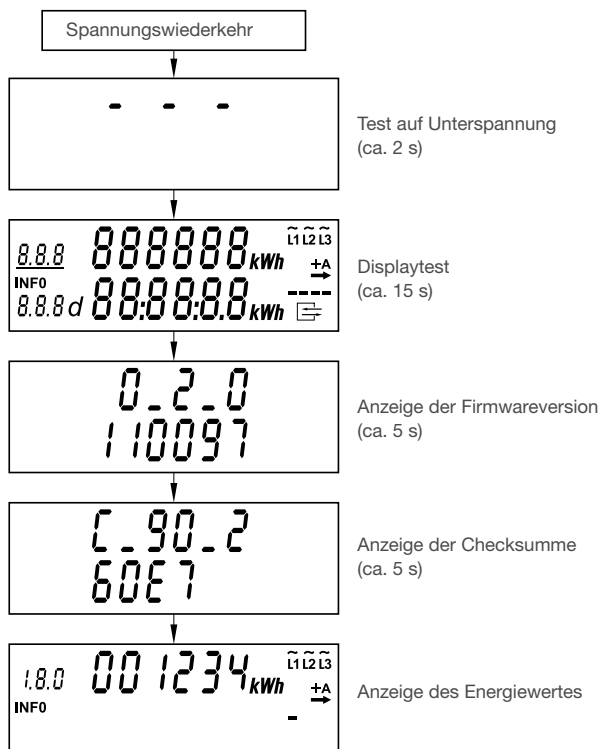 Spannungswiederkehr
- - -
Test auf Unterspannung
(ca. 2 s)
8.8.8 888888 kWh L1 L2 L3
+A
INFO
8.8.8 d 88:88:8.8 kWh
Displaytest
(ca. 15 s)
0_2_0
110097
Anzeige der Firmwareversion
(ca. 5 s)
C_90_2
60E7
Anzeige der Checksumme
(ca. 5 s)
1.8.0 001234 kWh L1 L2 L3
+A
INFO
Anzeige des Energiewertes